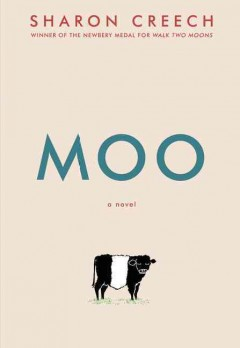 SHARON CREECH
WINNER OF THE NEWBERY MEDAL FOR WALK TWO MOONS
MOO
a novel